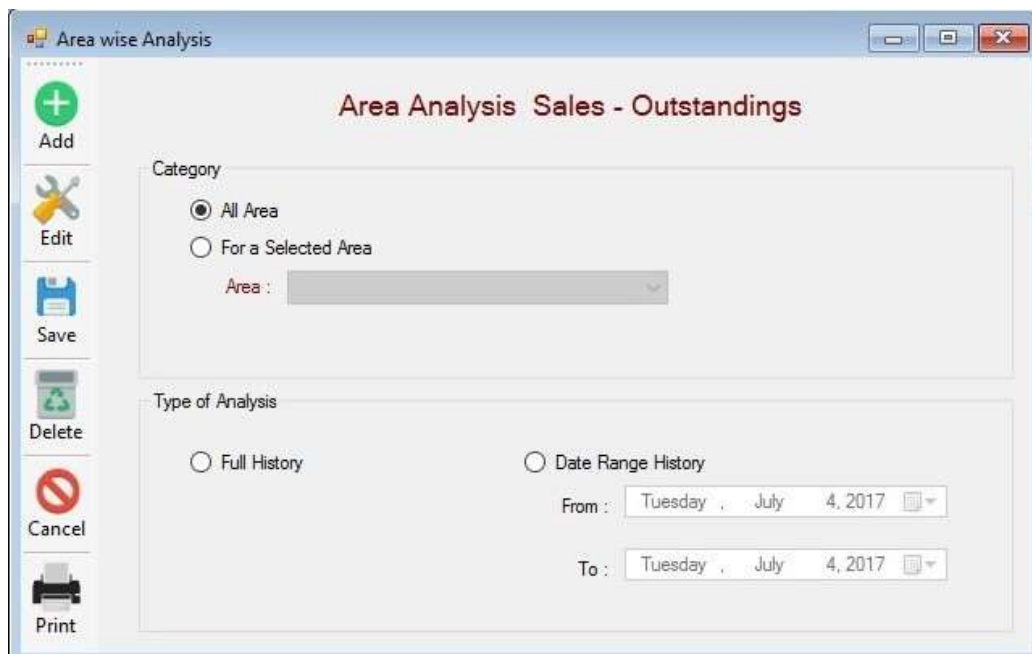 Area wise Analysis
Add
Edit
Save
Delete
Cancel
Print
Area Analysis Sales - Outstandings
Category
All Area
For a Selected Area
Area :
Type of Analysis
Full History
Date Range History
From : Tuesday , July 4, 2017
To : Tuesday , July 4, 2017